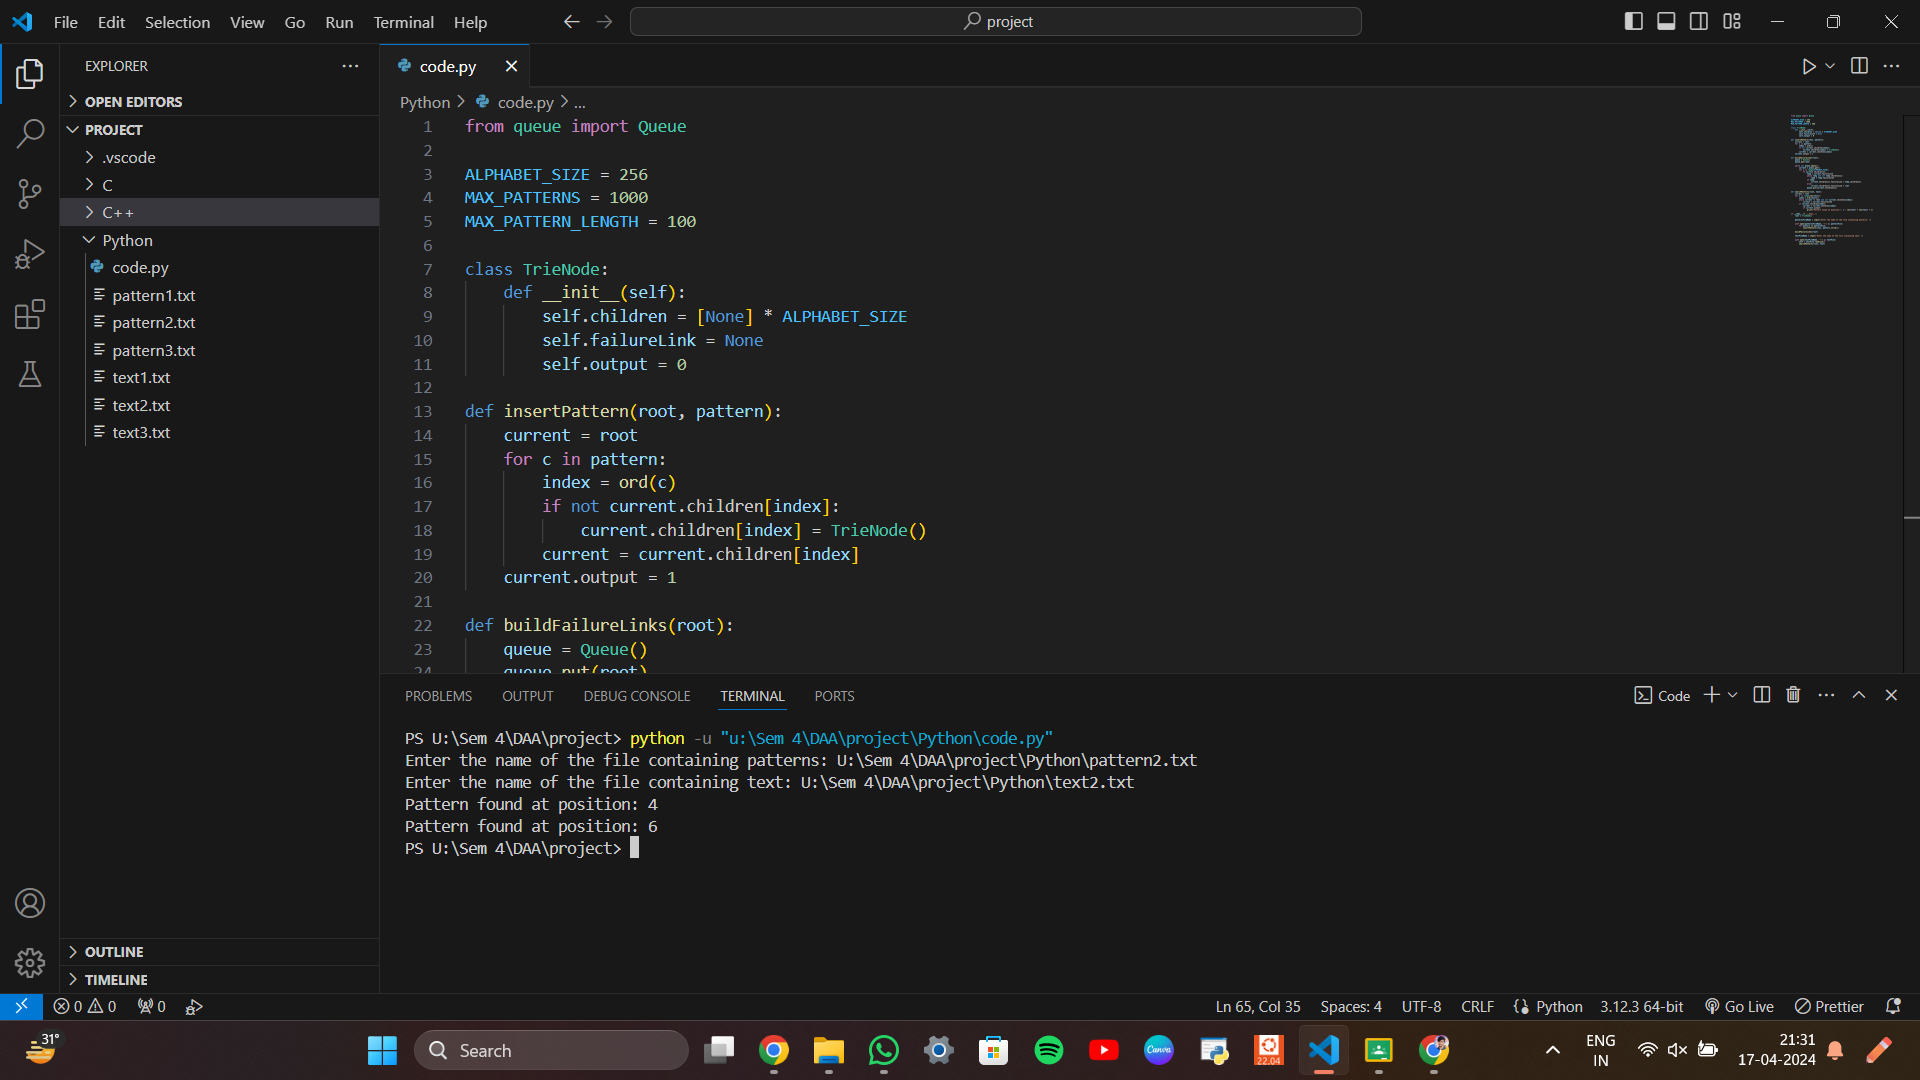 File Edit Selection View Go Run Terminal Help
project
EXPLORER
OPEN EDITORS
PROJECT
.vscode
C
C++
Python
code.py
pattern1.txt
pattern2.txt
pattern3.txt
text1.txt
text2.txt
text3.txt
OUTLINE
TIMELINE
code.py
Python > code.py > ...
1 from queue import Queue
2
3 ALPHABET_SIZE = 256
4 MAX_PATTERNS = 1000
5 MAX_PATTERN_LENGTH = 100
6
7 class TrieNode:
8 def __init__(self):
9 self.children = [None] * ALPHABET_SIZE
10 self.failureLink = None
11 self.output = 0
12
13 def insertPattern(root, pattern):
14 current = root
15 for c in pattern:
16 index = ord(c)
17 if not current.children[index]:
18 current.children[index] = TrieNode()
19 current = current.children[index]
20 current.output = 1
21
22 def buildFailureLinks(root):
23 queue = Queue()
24 queue.put(root)
PROBLEMS OUTPUT DEBUG CONSOLE TERMINAL PORTS
Code
PS U:\Sem 4\DAA\project> python -u "u:\Sem 4\DAA\project\Python\code.py"
Enter the name of the file containing patterns: U:\Sem 4\DAA\project\Python\pattern2.txt
Enter the name of the file containing text: U:\Sem 4\DAA\project\Python\text2.txt
Pattern found at position: 4
Pattern found at position: 6
PS U:\Sem 4\DAA\project>
0 0 0
Ln 65, Col 35 Spaces: 4 UTF-8 CRLF Python 3.12.3 64-bit Go Live Prettier
31°
Search
Canva
22.04
ENG
IN
21:31
17-04-2024